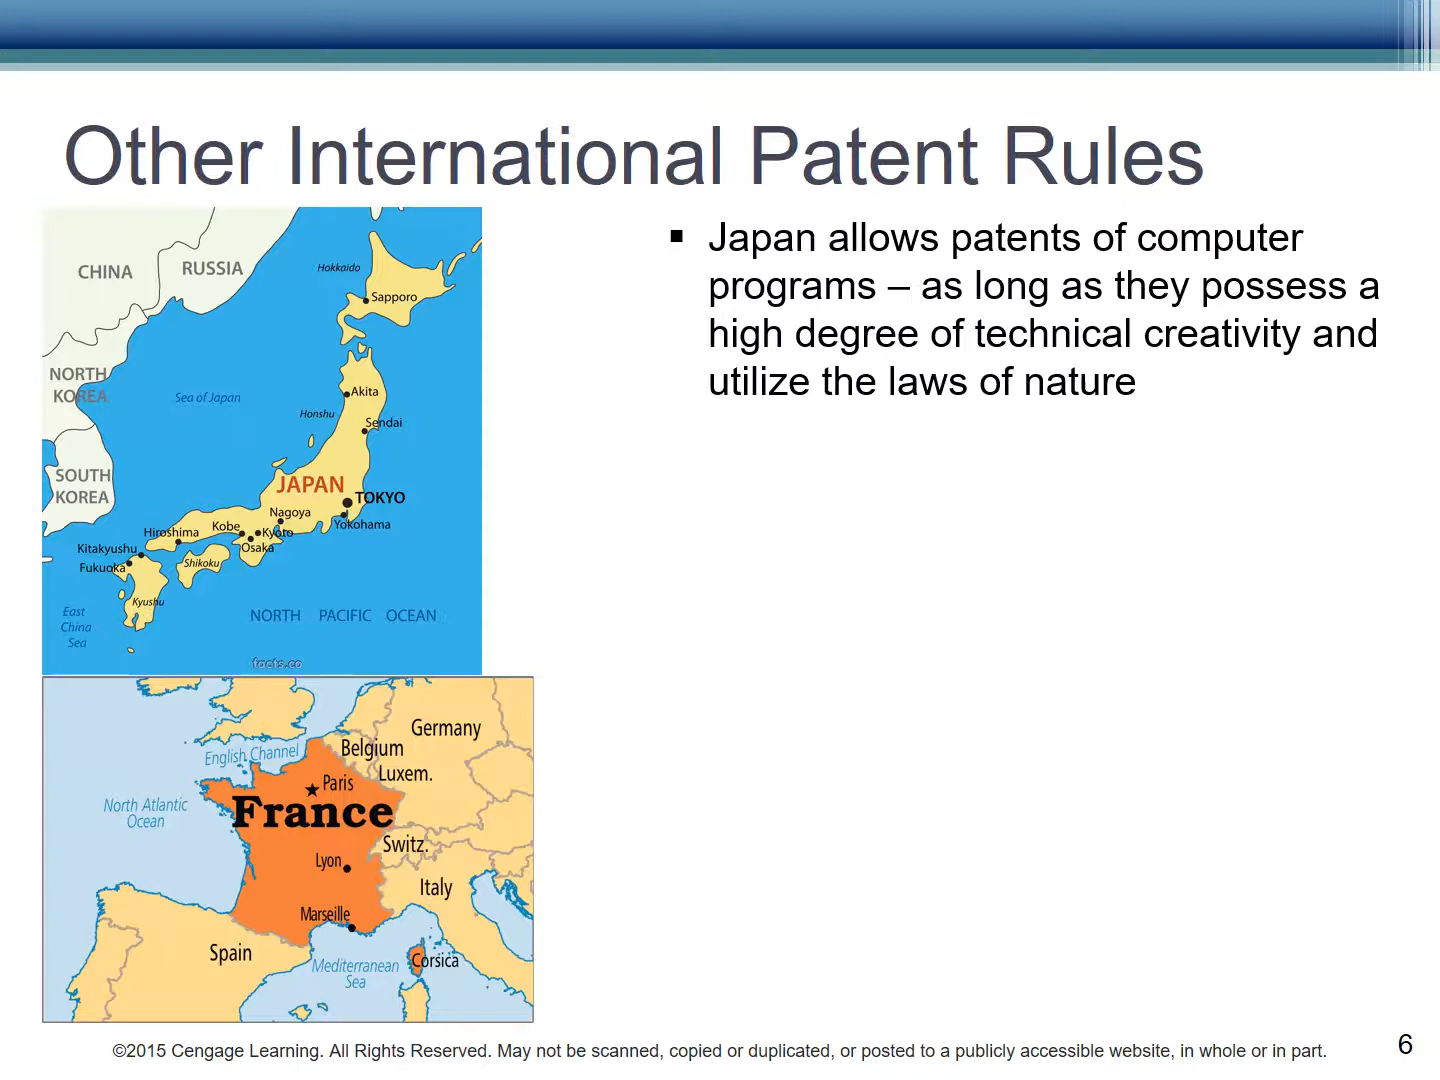 Other International Patent Rules
▪ Japan allows patents of computer
programs – as long as they possess a
high degree of technical creativity and
utilize the laws of nature
CHINA
RUSSIA
Hokkaido
Sapporo
NORTH
KOREA
Sea of Japan
Akita
Honshu
Sendai
SOUTH
KOREA
JAPAN
TOKYO
Nagoya
Yokohama
Hiroshima
Kobe
Kyoto
Osaka
Kitakyushu
Fukuoka
Shikoku
Kyushu
East
China
Sea
NORTH PACIFIC OCEAN
facts.co
Germany
English Channel
Belgium
Luxem.
Paris
North Atlantic
Ocean
France
Switz.
Lyon
Italy
Marseille
Spain
Mediterranean
Sea
Corsica
©2015 Cengage Learning. All Rights Reserved. May not be scanned, copied or duplicated, or posted to a publicly accessible website, in whole or in part.
6